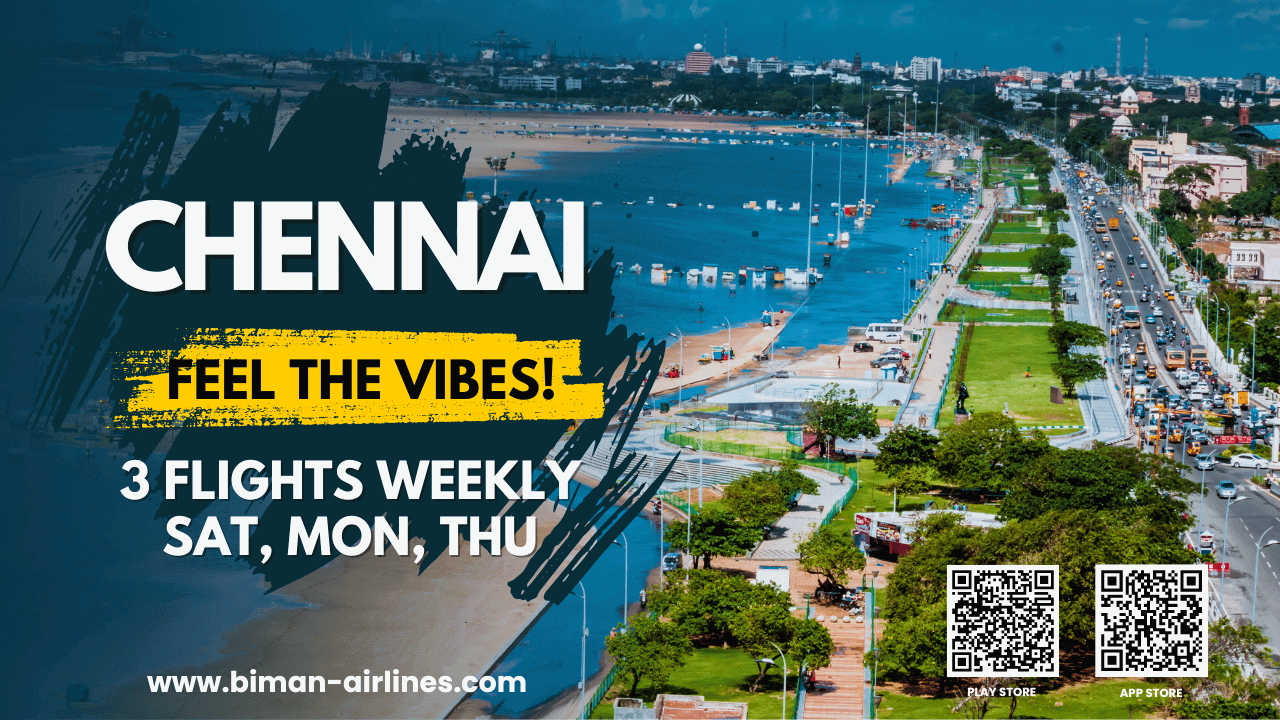 CHENNAI
FEEL THE VIBES!
3 FLIGHTS WEEKLY
SAT, MON, THU
www.biman-airlines.com
PLAY STORE
APP STORE